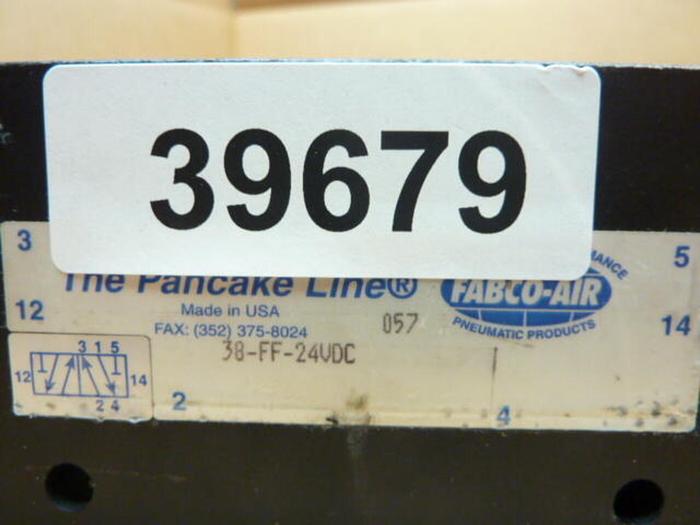 39679
3
5
The Pancake Line®
FABCO-AIR
PNEUMATIC PRODUCTS
12
Made in USA
FAX: (352) 375-8024
057
14
38-FF-24VDC
3 1 5
12
14
2 4
2
4